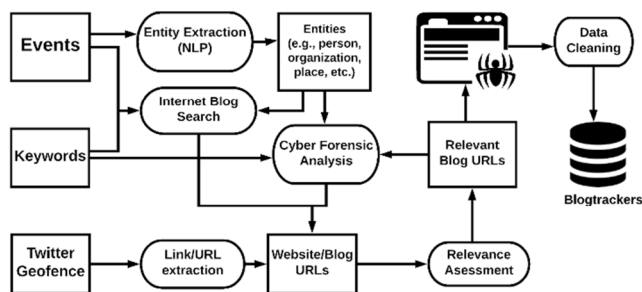 Events
Entity Extraction
(NLP)
Entities
(e.g., person,
organization,
place, etc.)
Data
Cleaning
Internet Blog
Search
Keywords
Cyber Forensic
Analysis
Relevant
Blog URLs
Blogtrackers
Twitter
Geofence
Link/URL
extraction
Website/Blog
URLs
Relevance
Asessment